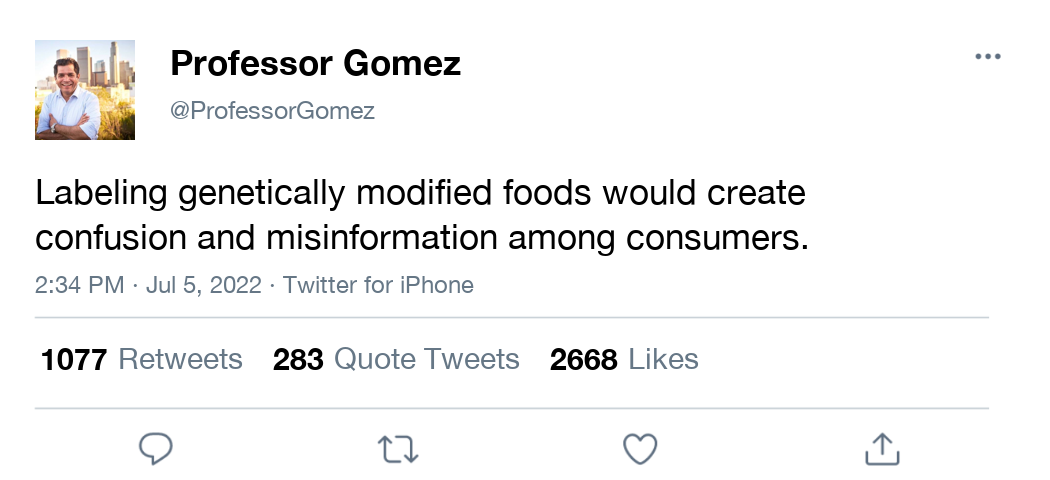 Professor Gomez
@ProfessorGomez
Labeling genetically modified foods would create
confusion and misinformation among consumers.
2:34 PM · Jul 5, 2022 · Twitter for iPhone
1077 Retweets 283 Quote Tweets 2668 Likes